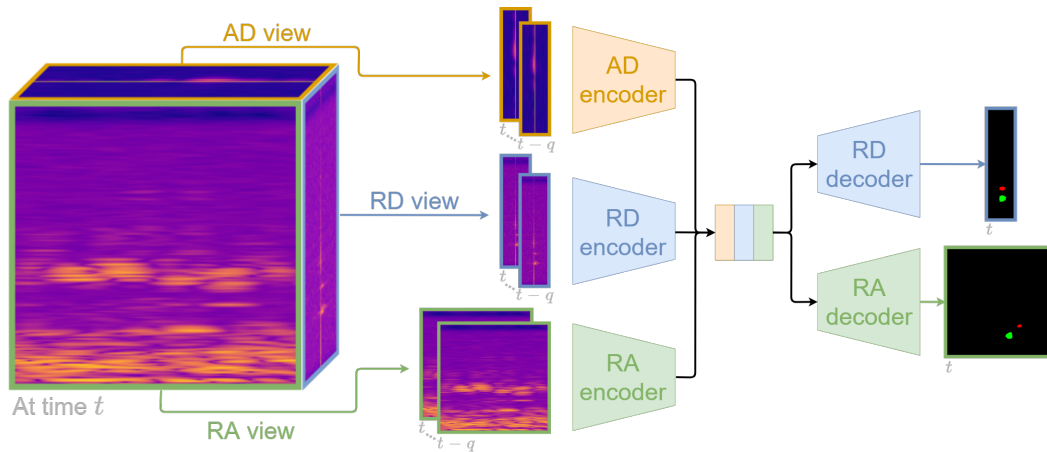 AD view
t...t − q
AD
encoder
RD view
t...t − q
RD
encoder
RD
decoder
t
RA
decoder
t
At time t
RA view
t...t − q
RA
encoder